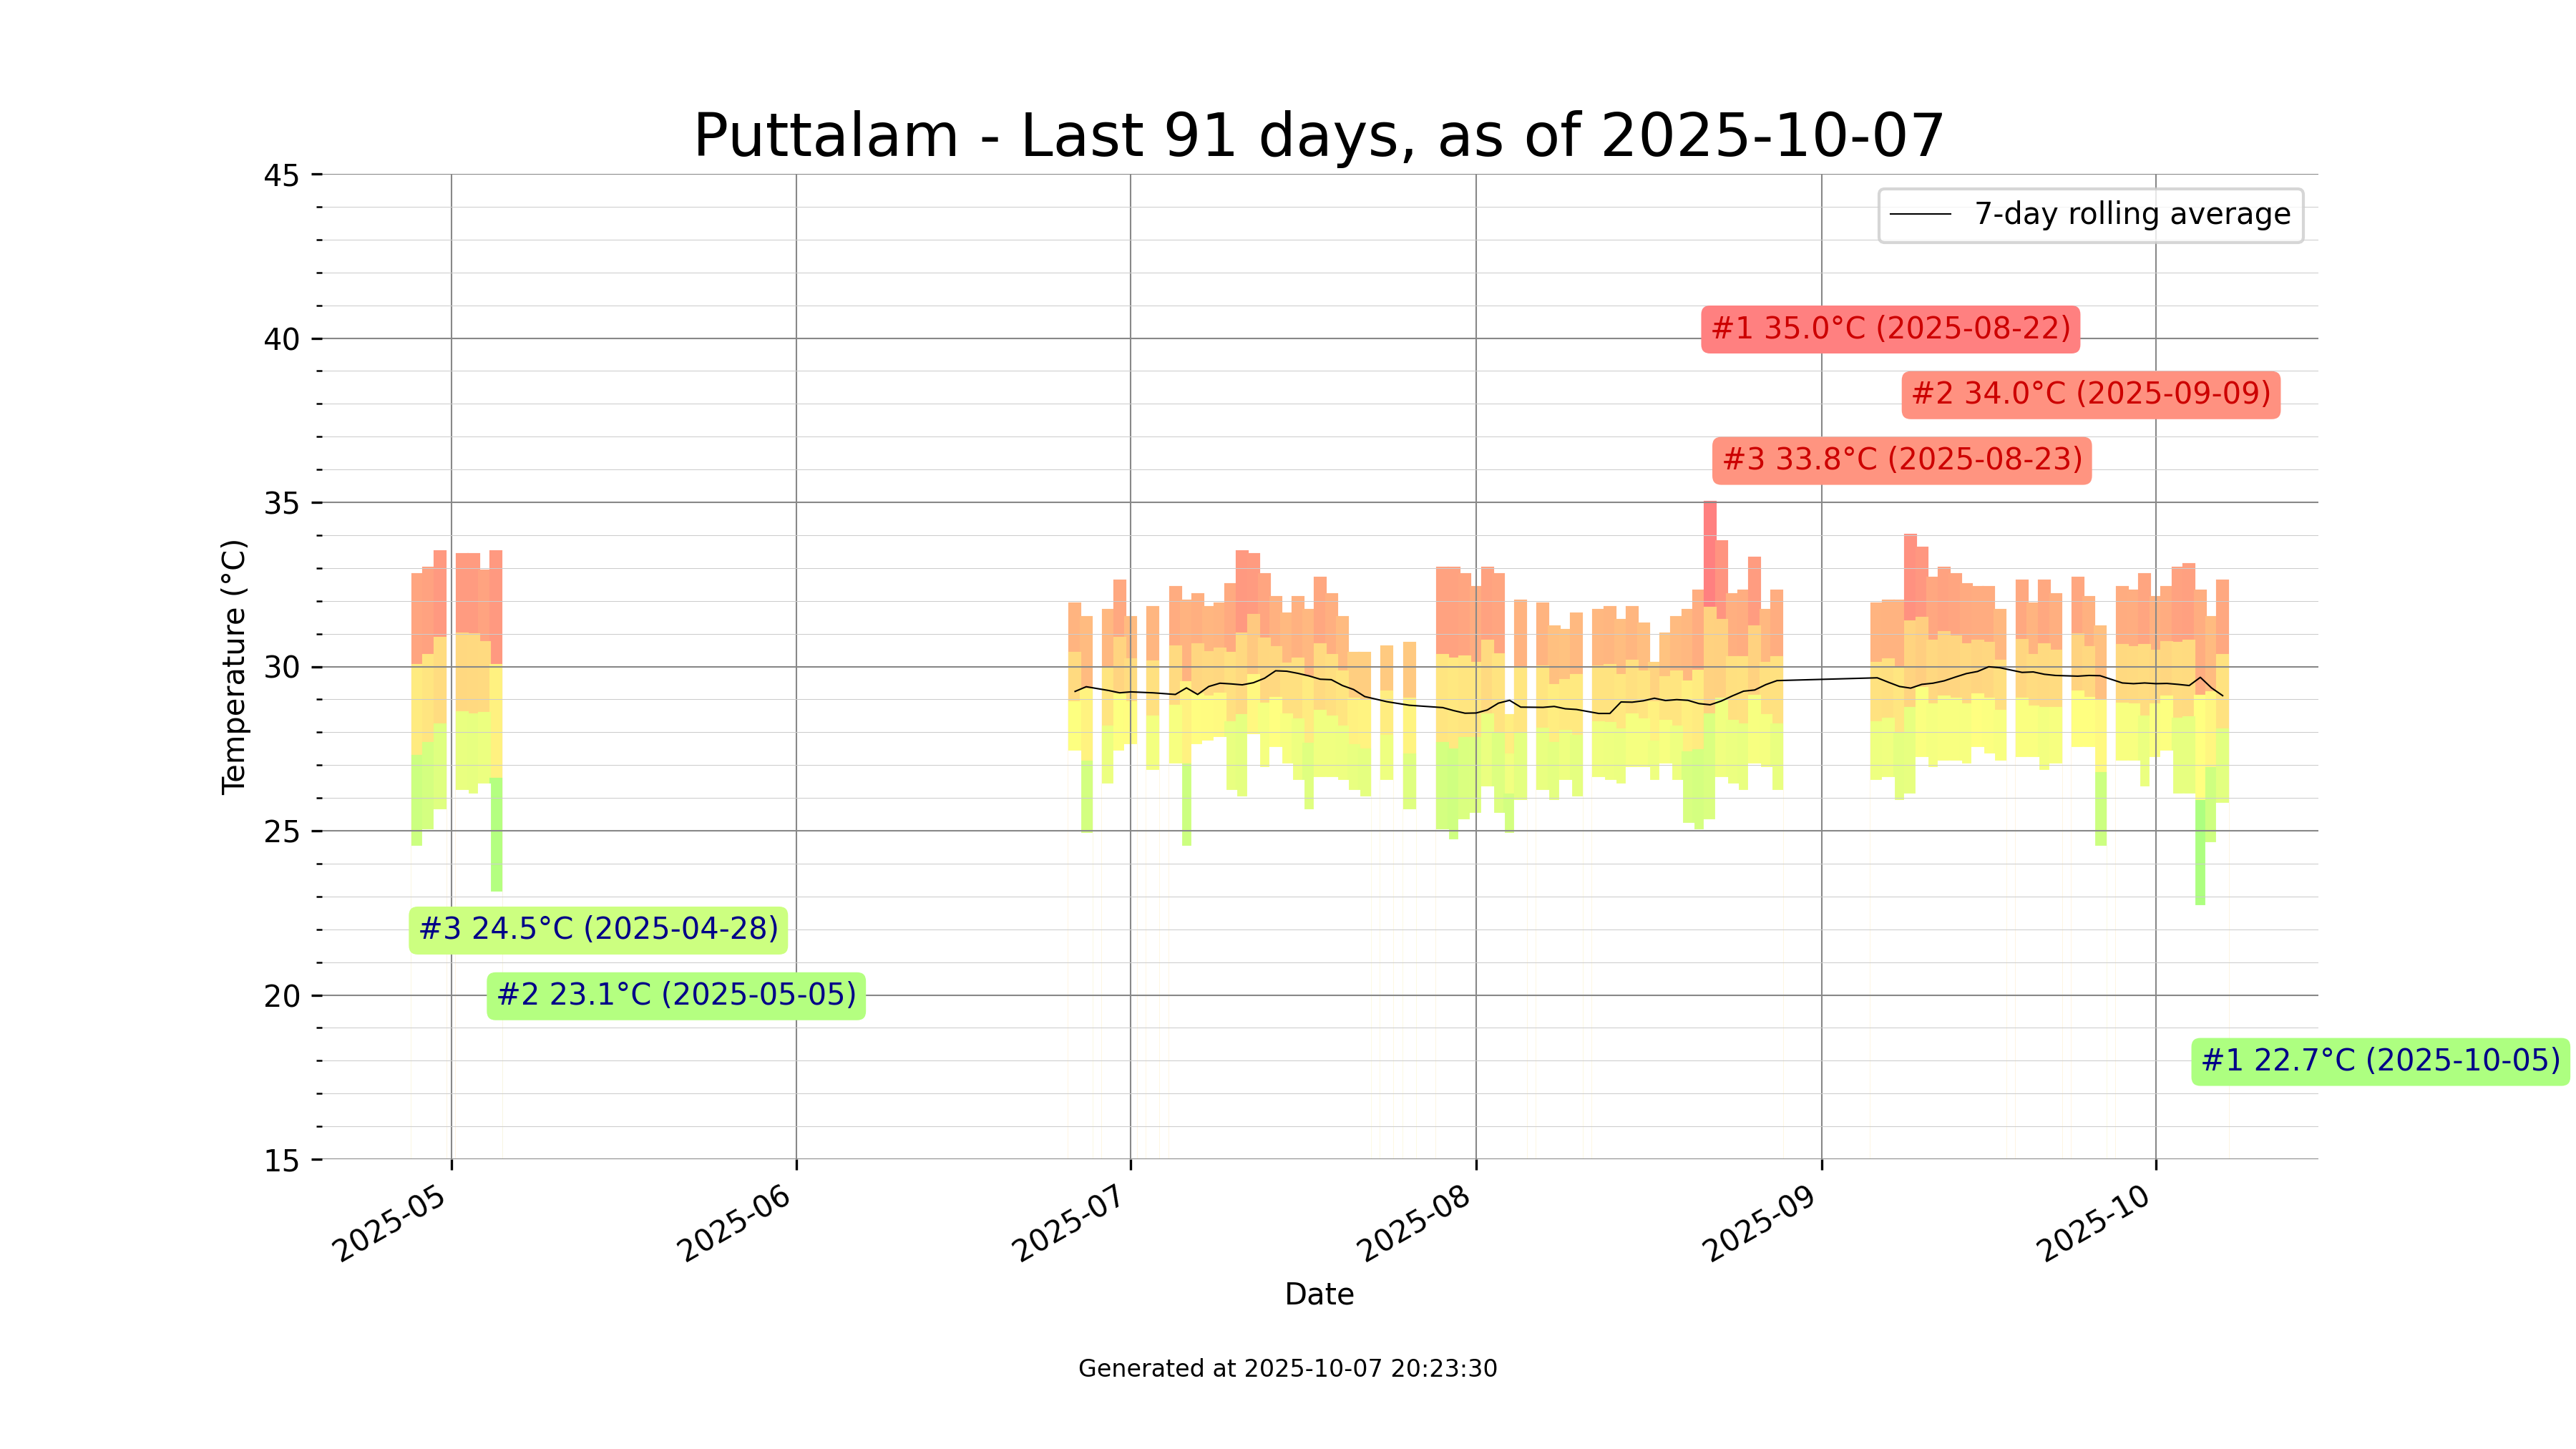 Puttalam - Last 91 days, as of 2025-10-07
7-day rolling average
#1 35.0°C (2025-08-22)
#2 34.0°C (2025-09-09)
#3 33.8°C (2025-08-23)
#3 24.5°C (2025-04-28)
#2 23.1°C (2025-05-05)
#1 22.7°C (2025-10-05)
Temperature (°C)
45
40
35
30
25
20
15
2025-05
2025-06
2025-07
2025-08
2025-09
2025-10
Date
Generated at 2025-10-07 20:23:30